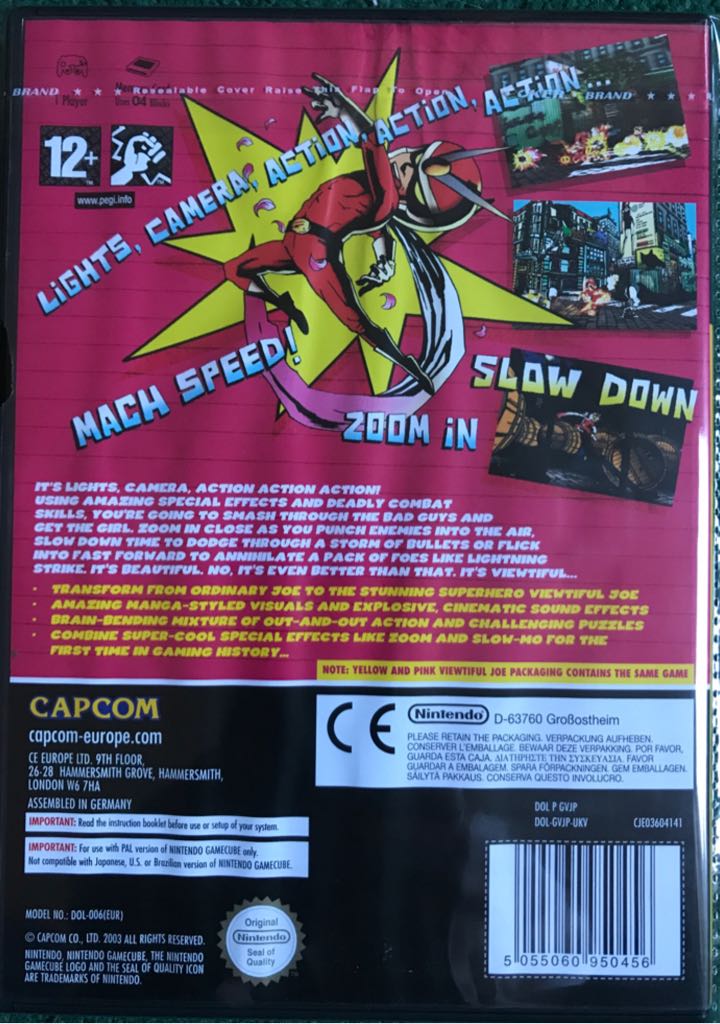 BRAND ★ ★ ★ Resealable Cover Raise This Flap To Open ★ BRAND ★ ★ ★
1 Player
Uses 04 Blocks
12+
www.pegi.info
LiGHTS, CAMERA, ACTiON, ACTiON, ACTiON...
MACH SPEED!
ZOOM iN
SLOW DOWN
IT'S LIGHTS, CAMERA, ACTION ACTION ACTION!
USING AMAZING SPECIAL EFFECTS AND DEADLY COMBAT
SKILLS, YOU'RE GOING TO SMASH THROUGH THE BAD GUYS AND
GET THE GIRL. ZOOM IN CLOSE AS YOU PUNCH ENEMIES INTO THE AIR,
SLOW DOWN TIME TO DODGE THROUGH A STORM OF BULLETS OR FLICK
INTO FAST FORWARD TO ANNIHILATE A PACK OF FOES LIKE LIGHTNING
STRIKE. IT'S BEAUTIFUL. NO, IT'S EVEN BETTER THAN THAT. IT'S VIEWTIFUL...
· TRANSFORM FROM ORDINARY JOE TO THE STUNNING SUPERHERO VIEWTIFUL JOE
· AMAZING MANGA-STYLED VISUALS AND EXPLOSIVE, CINEMATIC SOUND EFFECTS
· BRAIN-BENDING MIXTURE OF OUT-AND-OUT ACTION AND CHALLENGING PUZZLES
· COMBINE SUPER-COOL SPECIAL EFFECTS LIKE ZOOM AND SLOW-MO FOR THE
FIRST TIME IN GAMING HISTORY...
NOTE: YELLOW AND PINK VIEWTIFUL JOE PACKAGING CONTAINS THE SAME GAME
CAPCOM
capcom-europe.com
CE EUROPE LTD. 9TH FLOOR,
26-28 HAMMERSMITH GROVE, HAMMERSMITH,
LONDON W6 7HA
ASSEMBLED IN GERMANY
IMPORTANT: Read the instruction booklet before use or setup of your system.
IMPORTANT: For use with PAL version of NINTENDO GAMECUBE only.
Not compatible with Japanese, U.S. or Brazilian version of NINTENDO GAMECUBE.
MODEL NO.: DOL-006(EUR)
© CAPCOM CO., LTD. 2003 ALL RIGHTS RESERVED.
NINTENDO, NINTENDO GAMECUBE, THE NINTENDO
GAMECUBE LOGO AND THE SEAL OF QUALITY ICON
ARE TRADEMARKS OF NINTENDO.
Original
Nintendo
Seal of
Quality
CE
Nintendo D-63760 Großostheim
PLEASE RETAIN THE PACKAGING. VERPACKUNG AUFHEBEN.
CONSERVER L'EMBALLAGE. BEWAAR DEZE VERPAKKING. POR FAVOR,
GUARDA ESTA CAJA. ΔΙΑΤΗΡΗΣΤΕ ΤΗΝ ΣΥΣΚΕΥΑΣΙΑ. FAVOR
GUARDAR A EMBALAGEM. SPARA FÖRPACKNINGEN. GEM EMBALLAGEN.
SÄILYTÄ PAKKAUS. CONSERVA QUESTO INVOLUCRO.
DOL P GVJP
DOL-GVJP-UKV CJE03604141
5 055060 950456